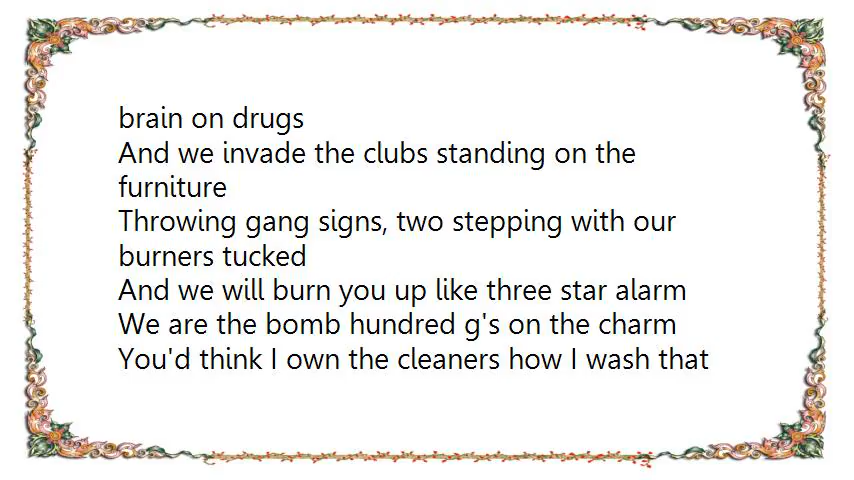 brain on drugs
And we invade the clubs standing on the
furniture
Throwing gang signs, two stepping with our
burners tucked
And we will burn you up like three star alarm
We are the bomb hundred g's on the charm
You'd think I own the cleaners how I wash that